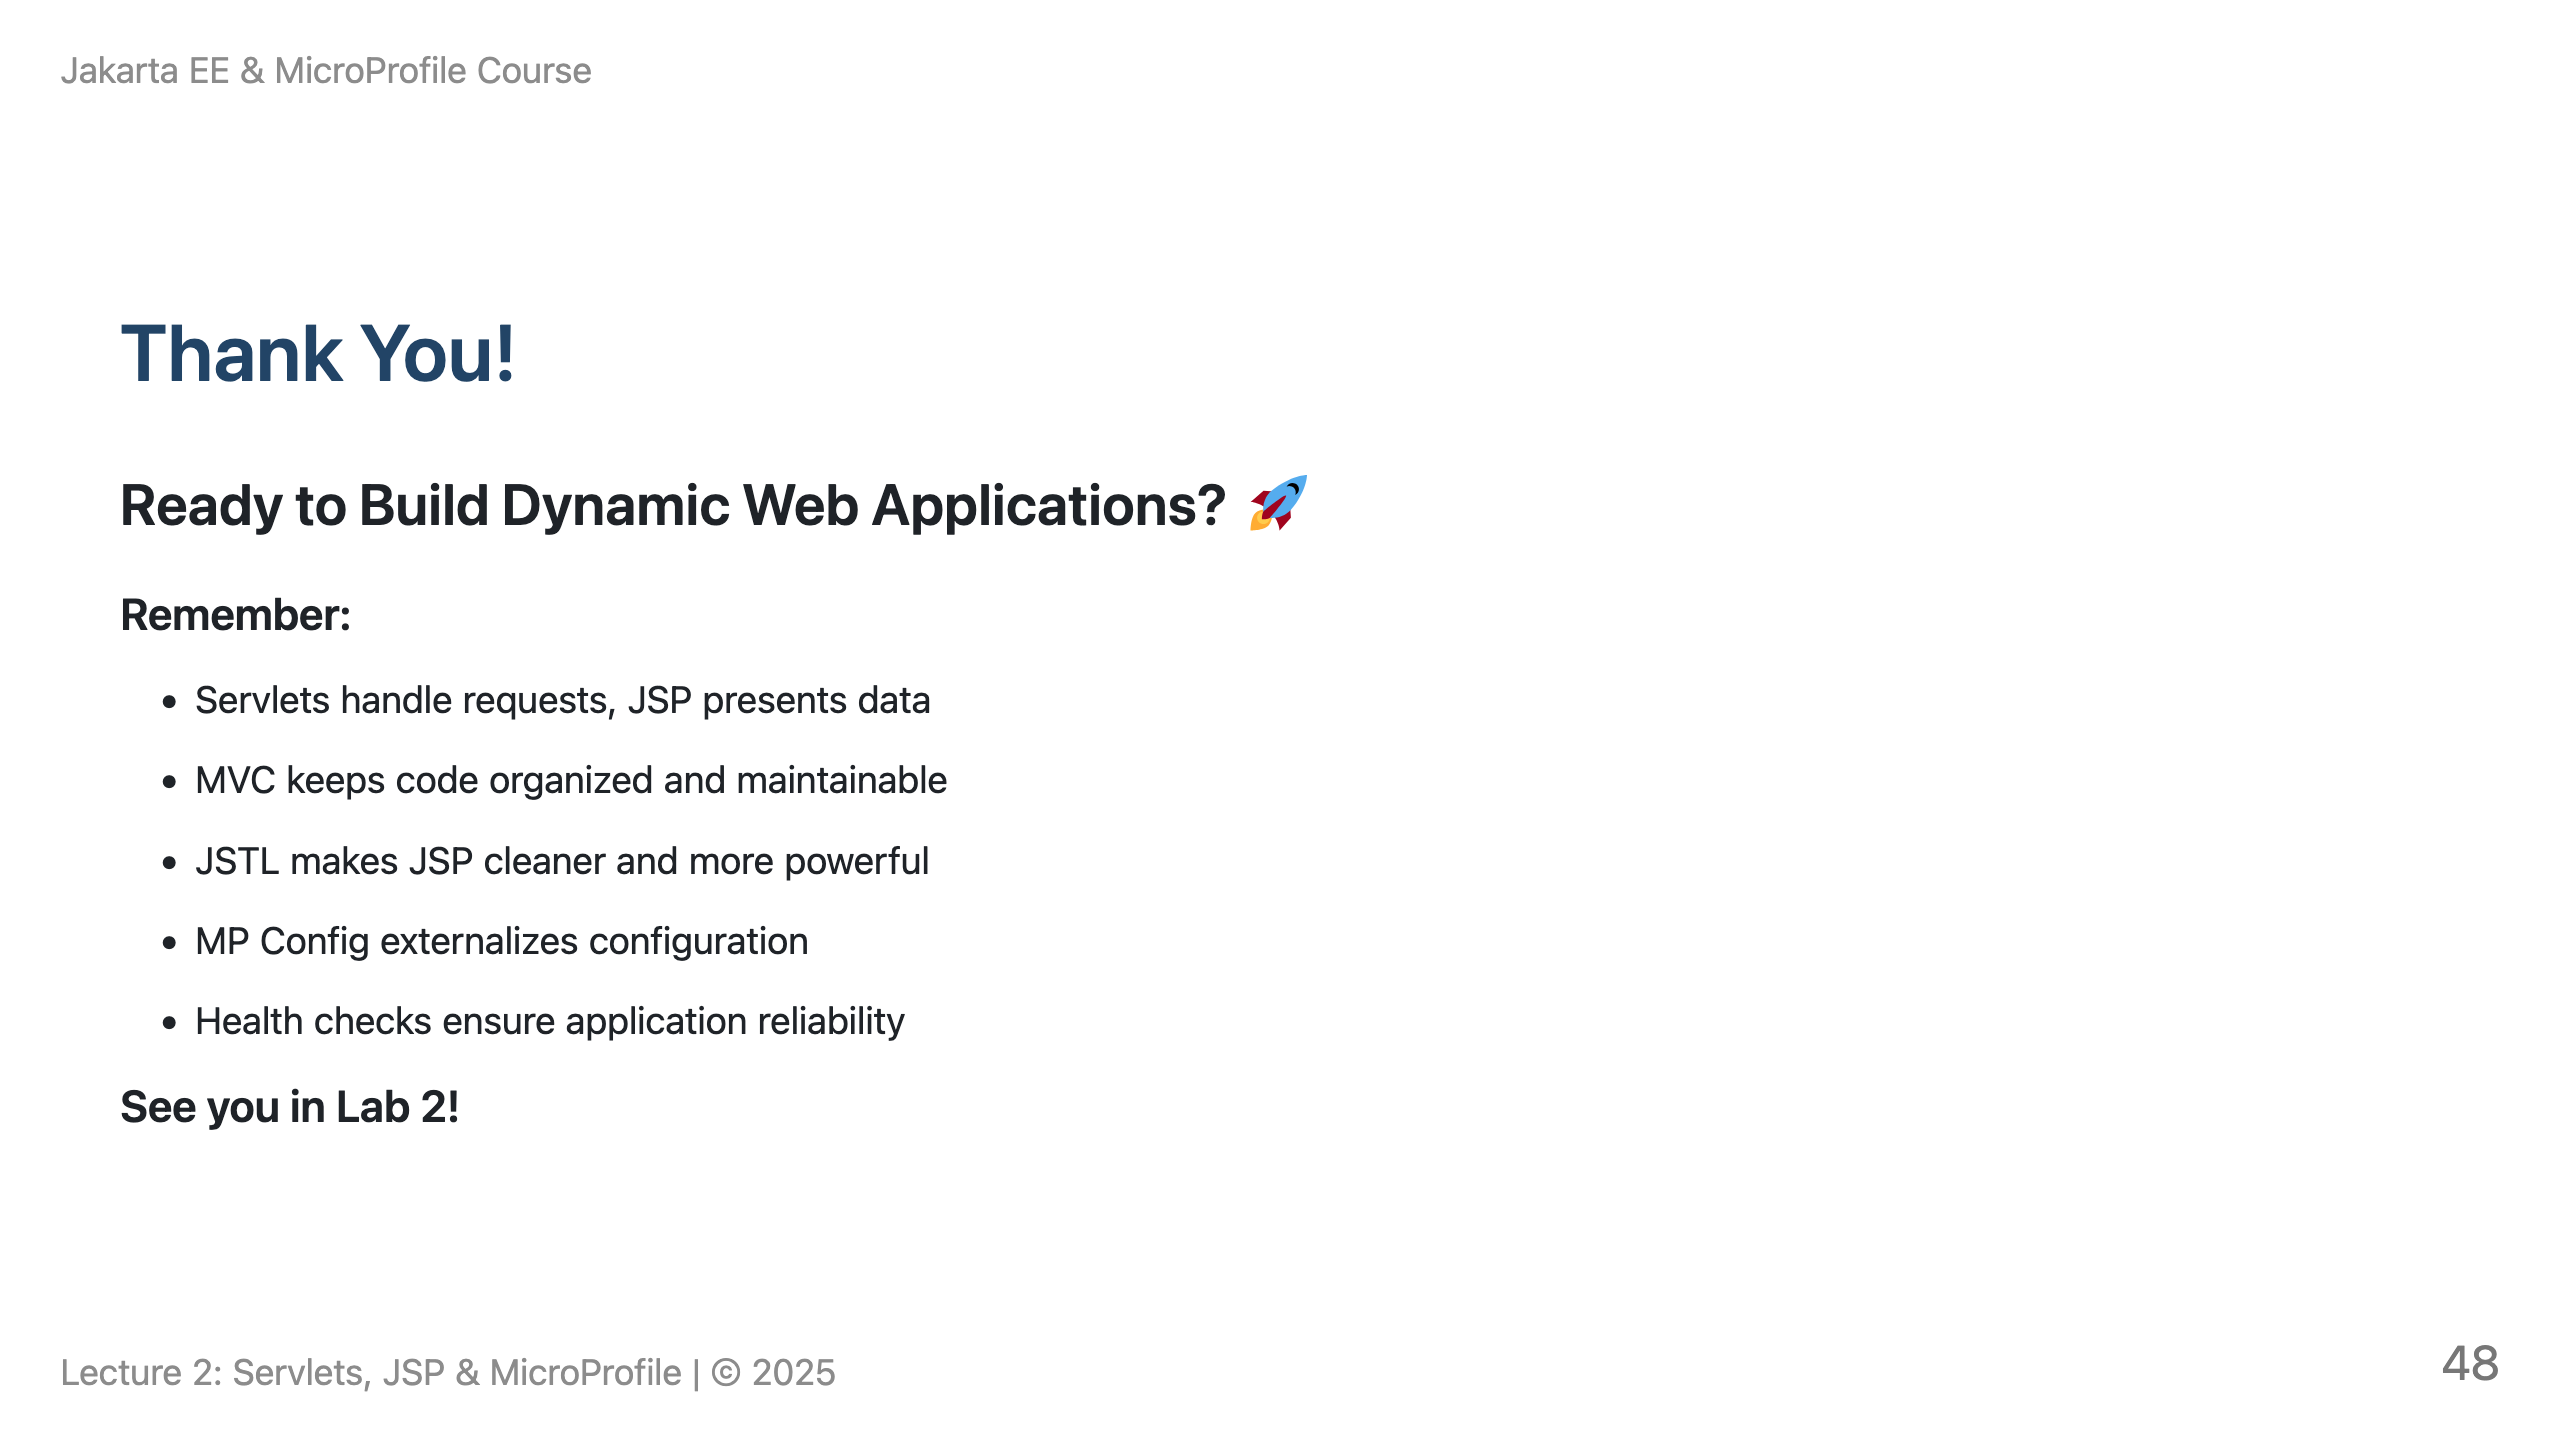 Jakarta EE & MicroProfile Course
Thank You!
Ready to Build Dynamic Web Applications? 🚀
Remember:
• Servlets handle requests, JSP presents data
• MVC keeps code organized and maintainable
• JSTL makes JSP cleaner and more powerful
• MP Config externalizes configuration
• Health checks ensure application reliability
See you in Lab 2!
Lecture 2: Servlets, JSP & MicroProfile | © 2025
48